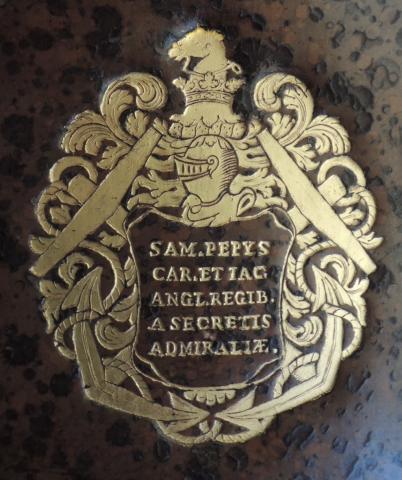 SAM. PEPYS
CAR. ET IAC.
ANGL. REGIB.
A SECRETIS
ADMIRALIÆ.